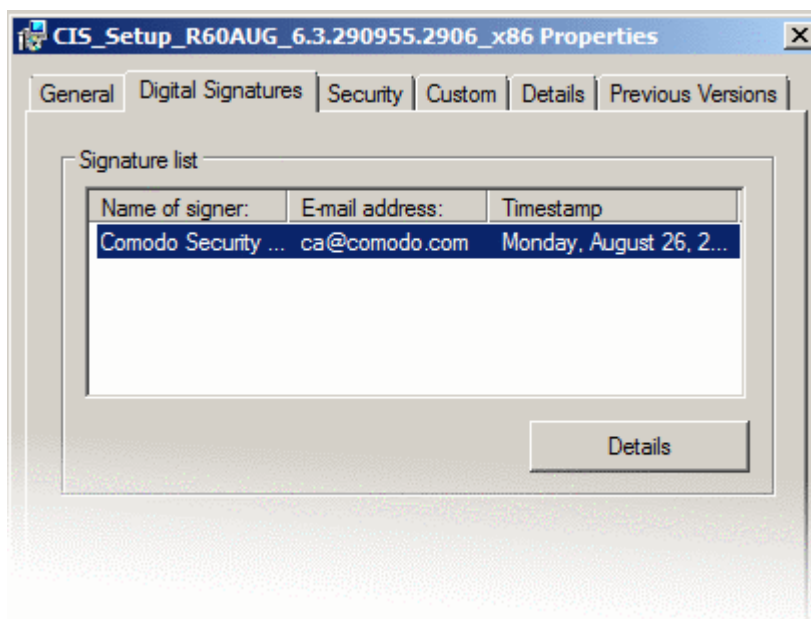 CIS_Setup_R60AUG_6.3.290955.2906_x86 Properties
General Digital Signatures Security Custom Details Previous Versions
Signature list
Name of signer: E-mail address: Timestamp
Comodo Security ... ca@comodo.com Monday, August 26, 2...
Details